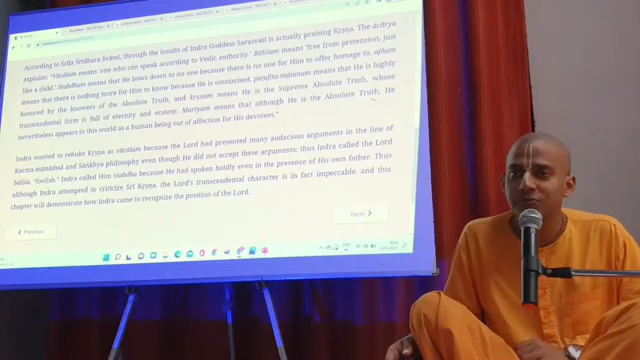 According to Śrīla Śrīdhara Svāmī, through the insults of Indra Goddess Sarasvatī is actually praising Kṛṣṇa. The ācārya
explains: "Vācālam means 'one who can speak according to Vedic authority.' Bāliśam means 'free from pretension, just
like a child.' Stabdham means that He bows down to no one because there is no one for Him to offer homage to, ajñam
means that there is nothing more for Him to know because He is omniscient, paṇḍita-māninam means that He is highly
honored by the knowers of the Absolute Truth, and kṛṣṇam means He is the Supreme Absolute Truth, whose
transcendental form is full of eternity and ecstasy. Martyam means that although He is the Absolute Truth, He
nevertheless appears in this world as a human being out of affection for His devotees."
Indra wanted to rebuke Kṛṣṇa as vācālam because the Lord had presented many audacious arguments in the line of
Karma-mīmāṁsā and Sāṅkhya philosophy even though He did not accept these arguments; thus Indra called the Lord
bāliśa, "foolish." Indra called Him stabdha because He had spoken boldly even in the presence of His own father. Thus
although Indra attempted to criticize Śrī Kṛṣṇa, the Lord's transcendental character is in fact impeccable, and this
chapter will demonstrate how Indra came to recognize the position of the Lord.
Previous
Next